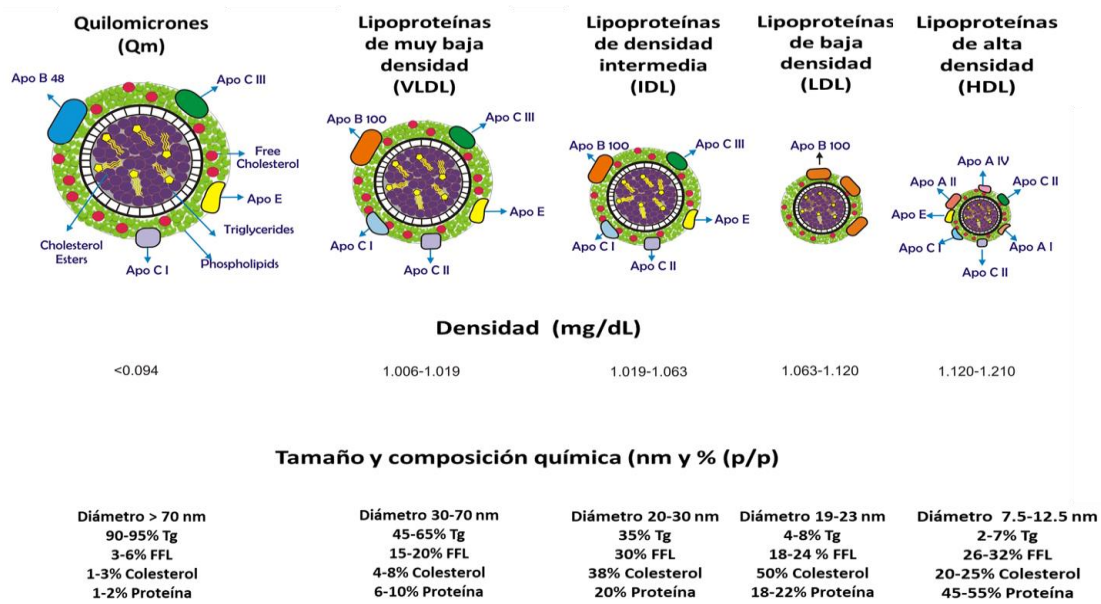 Quilomicrones
(Qm)
Lipoproteínas
de muy baja
densidad
(VLDL)
Lipoproteínas
de densidad
intermedia
(IDL)
Lipoproteínas
de baja
densidad
(LDL)
Lipoproteínas
de alta
densidad
(HDL)
Apo B 48
Apo C III
Free
Cholesterol
Apo E
Triglycerides
Phospholipids
Cholesterol
Esters
Apo C I
Apo B 100
Apo C III
Apo E
Apo C I
Apo C II
Apo B 100
Apo C III
Apo E
Apo C I
Apo C II
Apo B 100
Apo A IV
Apo A II
Apo C II
Apo E
Apo C I
Apo A I
Apo C II
Densidad (mg/dL)
<0.094
1.006-1.019
1.019-1.063
1.063-1.120
1.120-1.210
Tamaño y composición química (nm y % (p/p)
Diámetro > 70 nm
90-95% Tg
3-6% FFL
1-3% Colesterol
1-2% Proteína
Diámetro 30-70 nm
45-65% Tg
15-20% FFL
4-8% Colesterol
6-10% Proteína
Diámetro 20-30 nm
35% Tg
30% FFL
38% Colesterol
20% Proteína
Diámetro 19-23 nm
4-8% Tg
18-24 % FFL
50% Colesterol
18-22% Proteína
Diámetro 7.5-12.5 nm
2-7% Tg
26-32% FFL
20-25% Colesterol
45-55% Proteína